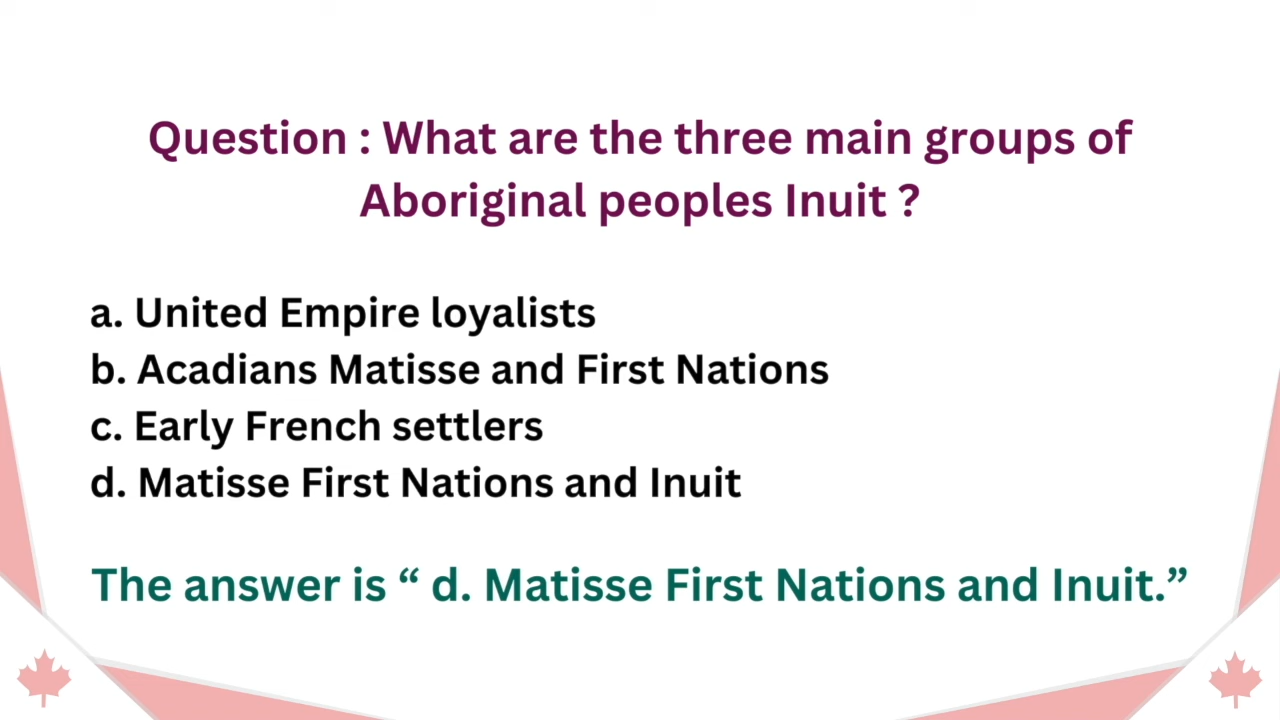 Question : What are the three main groups of
Aboriginal peoples Inuit ?
a. United Empire loyalists
b. Acadians Matisse and First Nations
c. Early French settlers
d. Matisse First Nations and Inuit
The answer is “ d. Matisse First Nations and Inuit.”